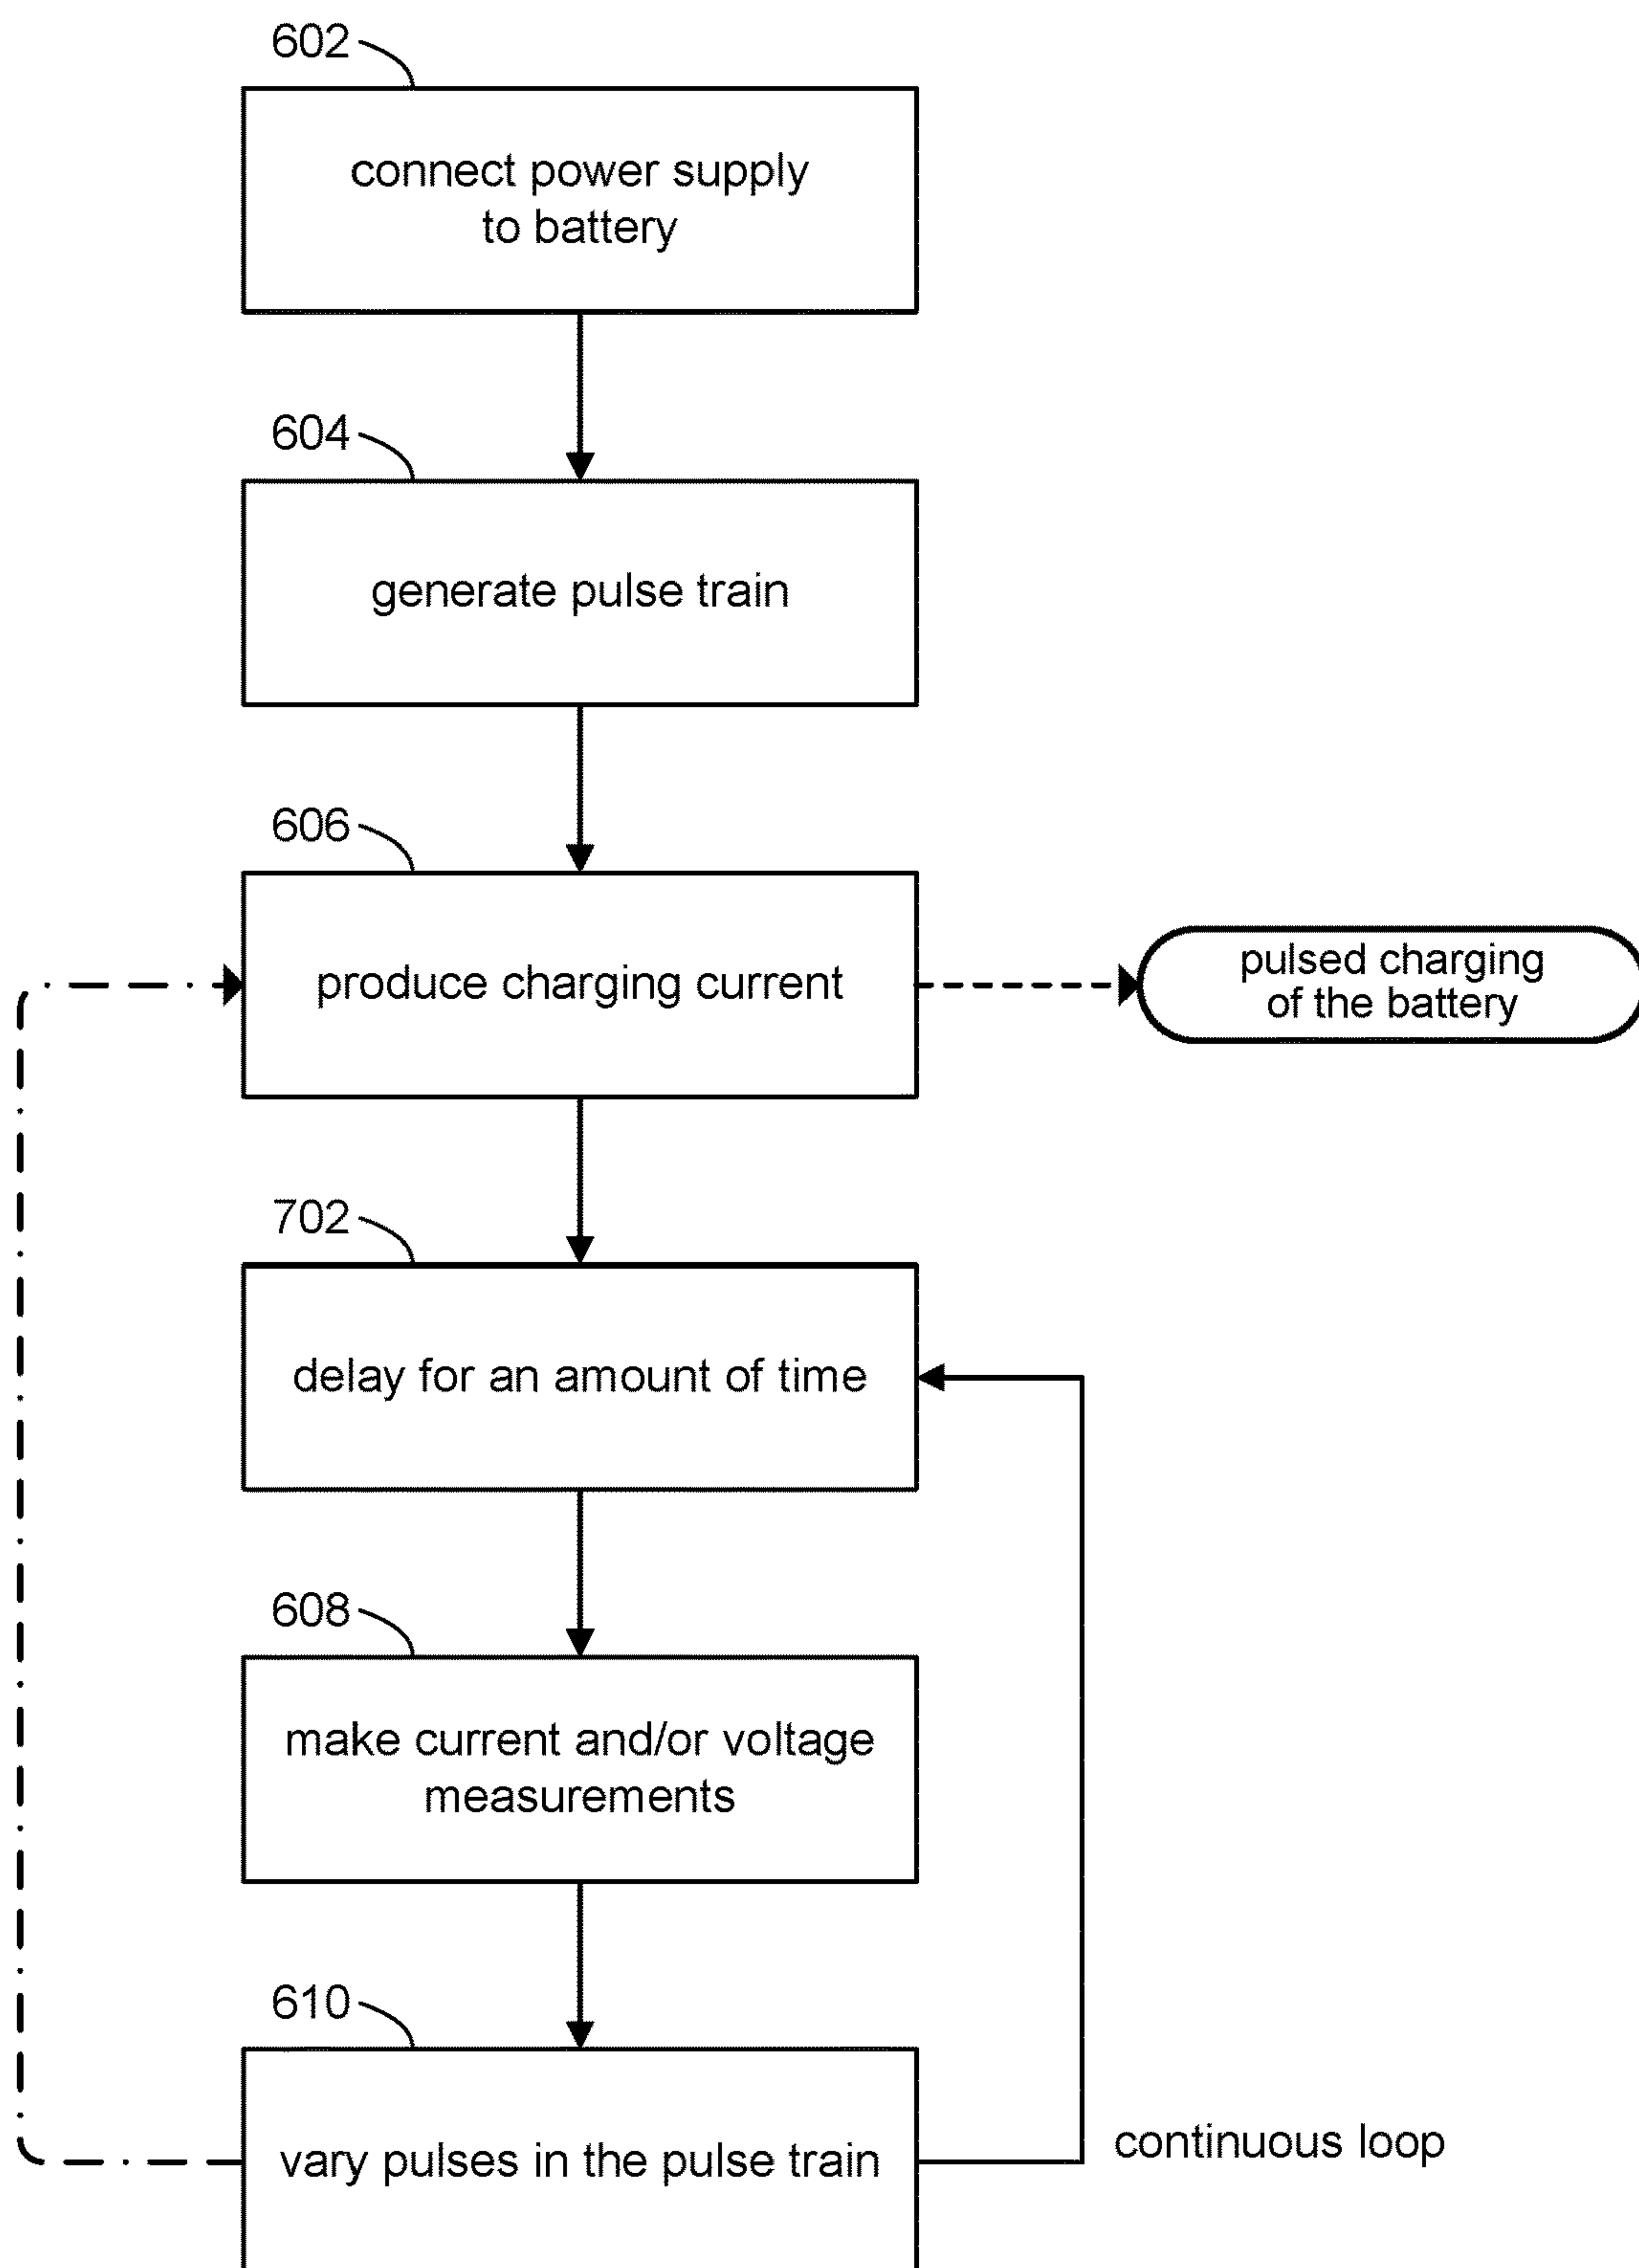 602
connect power supply
to battery
604
generate pulse train
606
produce charging current
pulsed charging
of the battery
702
delay for an amount of time
608
make current and/or voltage
measurements
610
vary pulses in the pulse train
continuous loop